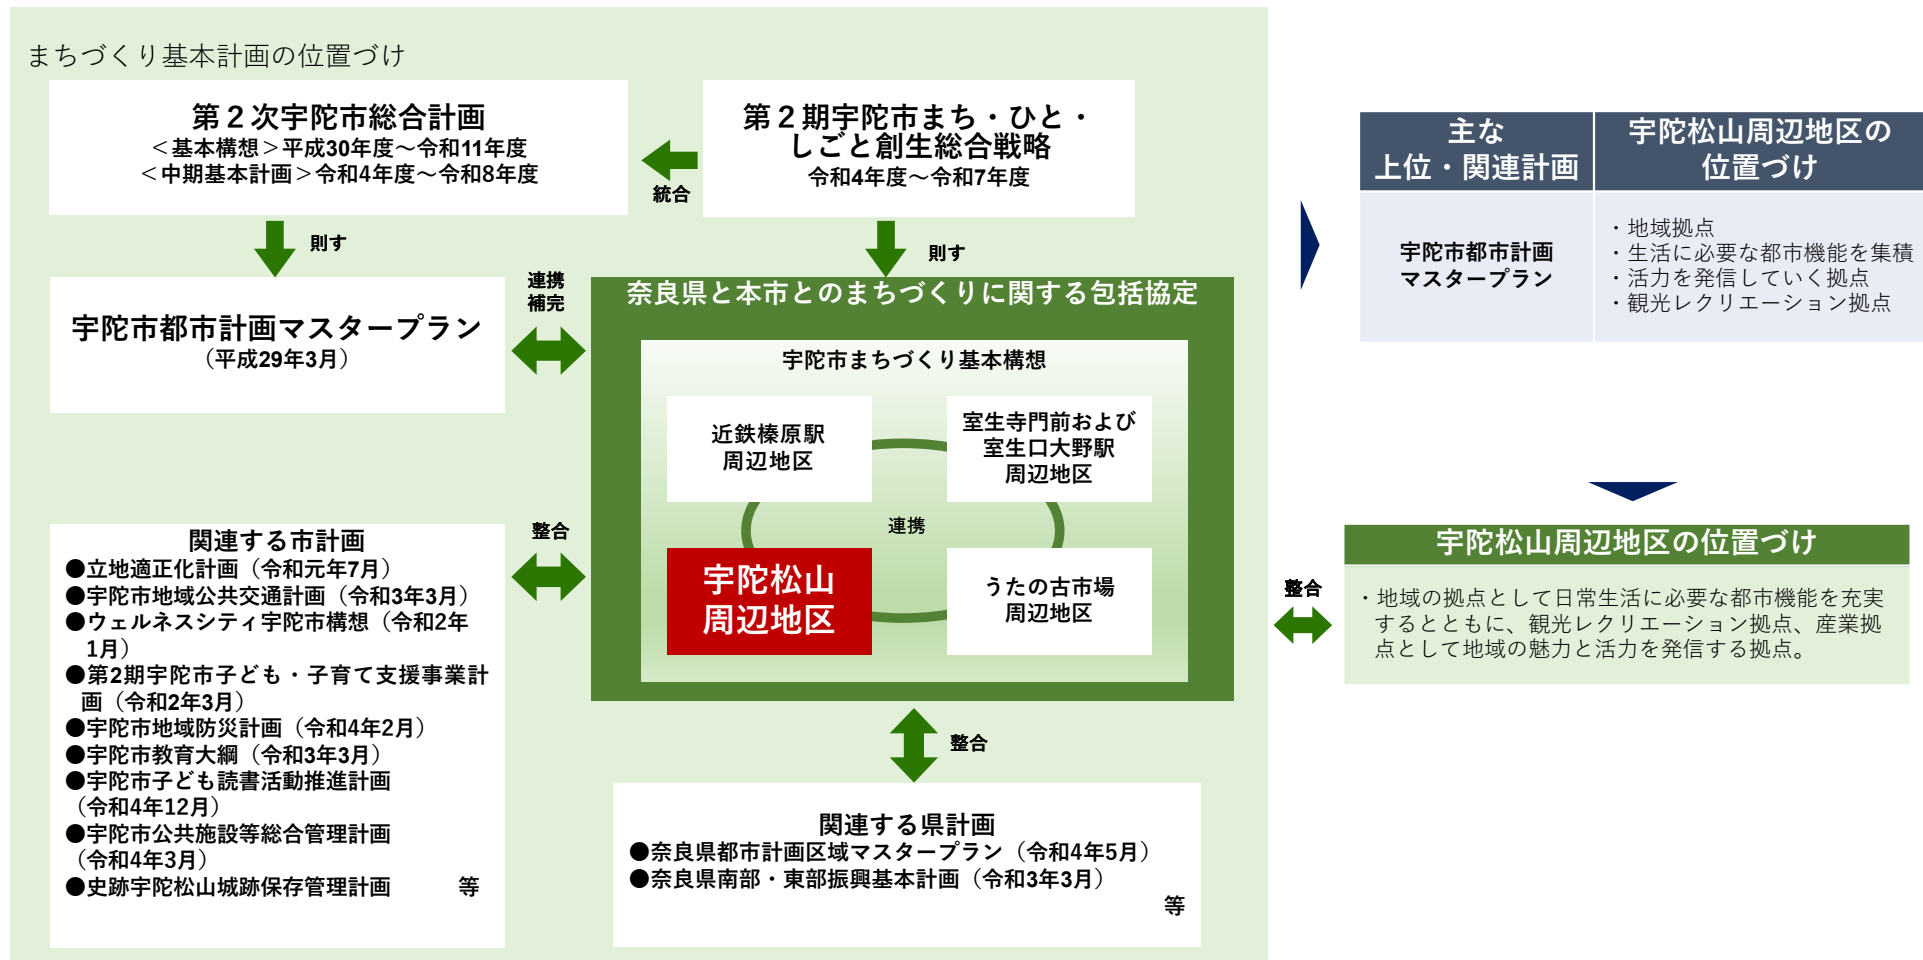 まちづくり基本計画の位置づけ
第２次宇陀市総合計画
＜基本構想＞平成30年度～令和11年度
＜中期基本計画＞令和4年度～令和8年度
統合
第２期宇陀市まち・ひと・
しごと創生総合戦略
令和4年度～令和7年度
則す
則す
宇陀市都市計画マスタープラン
（平成29年3月）
連携
補完
奈良県と本市とのまちづくりに関する包括協定
宇陀市まちづくり基本構想
近鉄榛原駅
周辺地区
室生寺門前および
室生口大野駅
周辺地区
連携
宇陀松山
周辺地区
うたの古市場
周辺地区
整合
関連する市計画
●立地適正化計画（令和元年7月）
●宇陀市地域公共交通計画（令和3年3月）
●ウェルネスシティ宇陀市構想（令和2年
1月）
●第2期宇陀市子ども・子育て支援事業計
画（令和2年3月）
●宇陀市地域防災計画（令和4年2月）
●宇陀市教育大綱（令和3年3月）
●宇陀市子ども読書活動推進計画
（令和4年12月）
●宇陀市公共施設等総合管理計画
（令和4年3月）
●史跡宇陀松山城跡保存管理計画　　　等
整合
関連する県計画
●奈良県都市計画区域マスタープラン（令和4年5月）
●奈良県南部・東部振興基本計画（令和3年3月）
等
主な
上位・関連計画
宇陀松山周辺地区の
位置づけ
宇陀市都市計画
マスタープラン
・地域拠点
・生活に必要な都市機能を集積
・活力を発信していく拠点
・観光レクリエーション拠点
整合
宇陀松山周辺地区の位置づけ
・地域の拠点として日常生活に必要な都市機能を充実
するとともに、観光レクリエーション拠点、産業拠
点として地域の魅力と活力を発信する拠点。